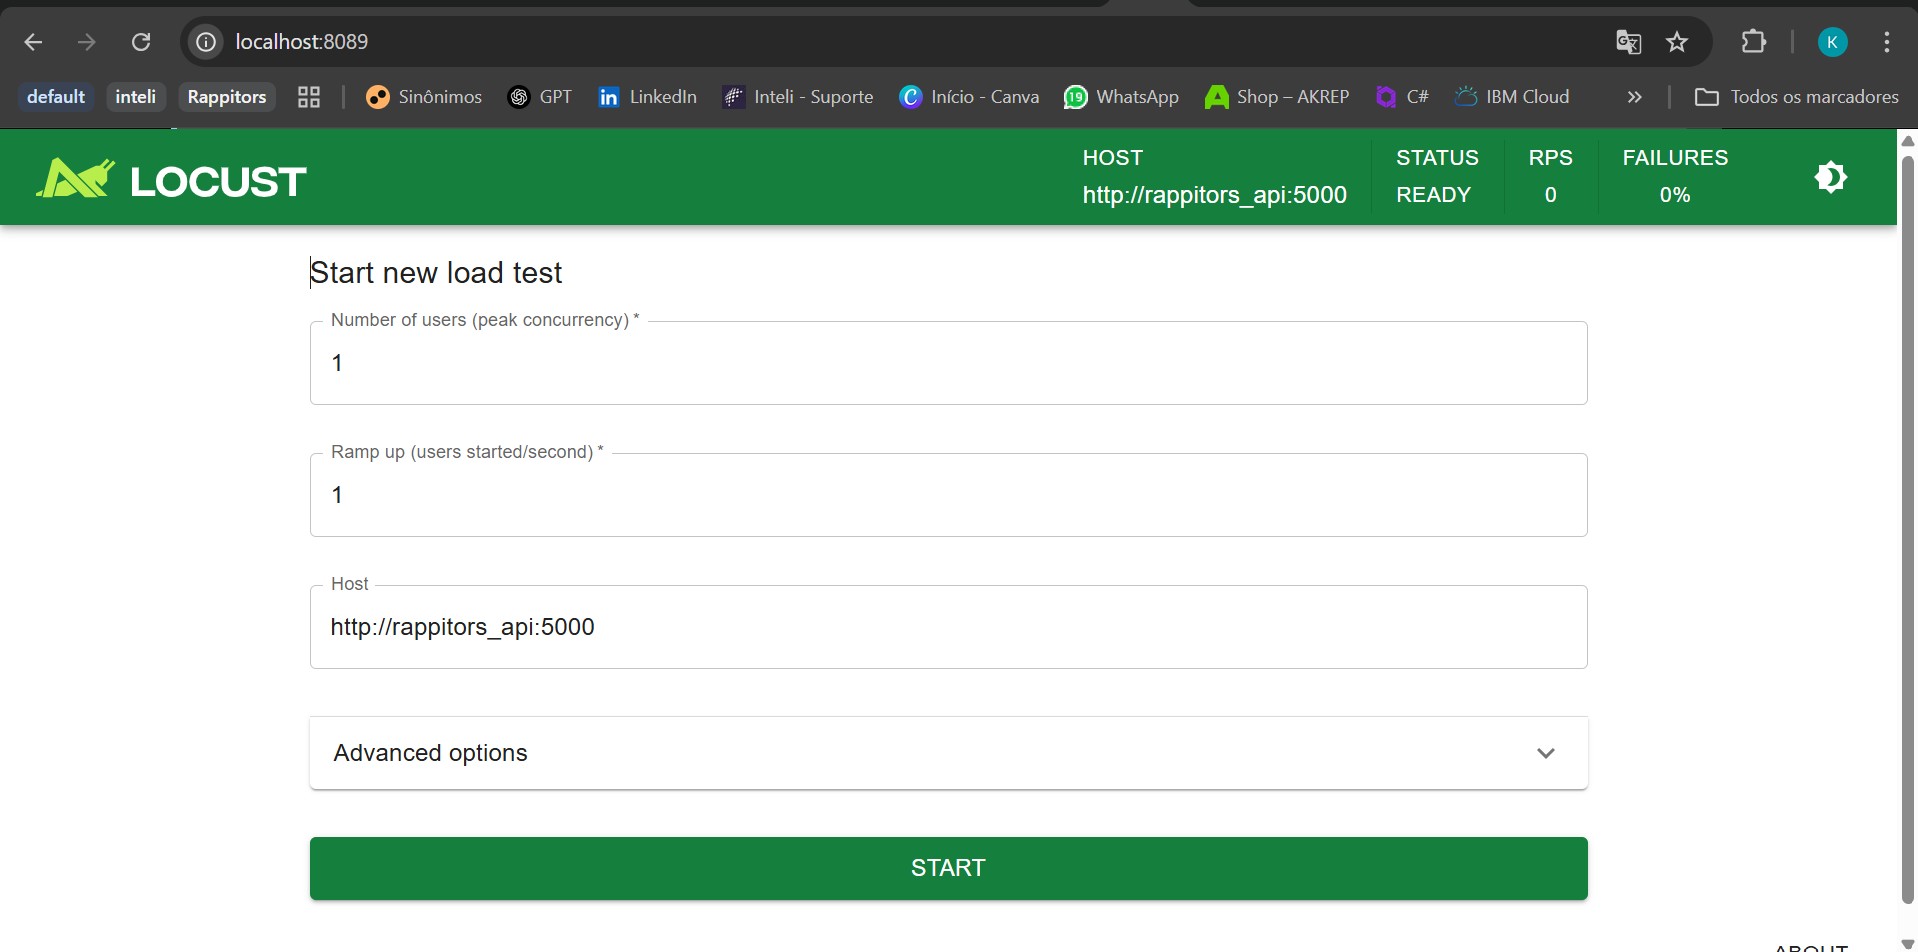 localhost:8089
default inteli Rappitors Sinônimos GPT LinkedIn Inteli - Suporte Início - Canva 19 WhatsApp Shop – AKREP C# IBM Cloud » Todos os marcadores
K
LOCUST
HOST STATUS RPS FAILURES
http://rappitors_api:5000 READY 0 0%
Start new load test
Number of users (peak concurrency) *
1
Ramp up (users started/second) *
1
Host
http://rappitors_api:5000
Advanced options
START
ABOUT